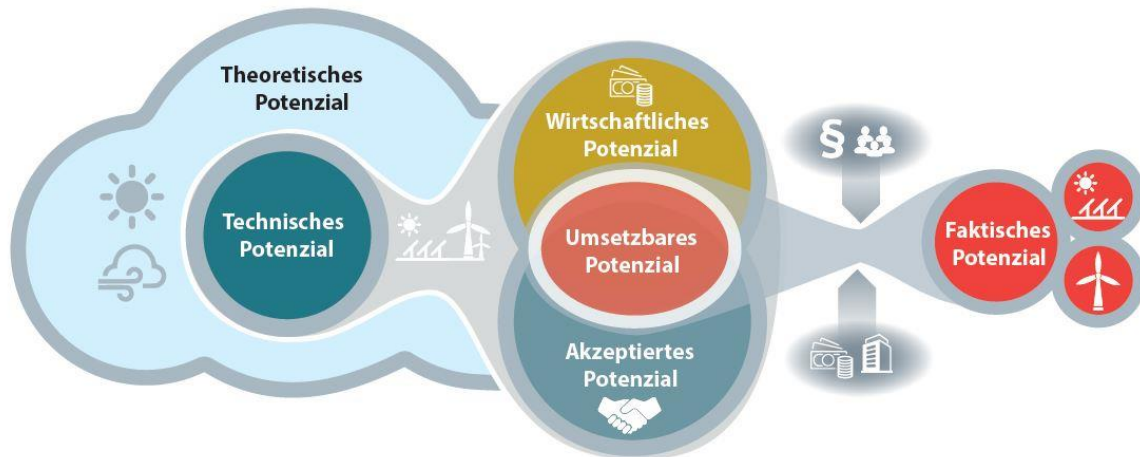 Theoretisches
Potenzial
Technisches
Potenzial
Wirtschaftliches
Potenzial
Umsetzbares
Potenzial
Akzeptiertes
Potenzial
§
Faktisches
Potenzial